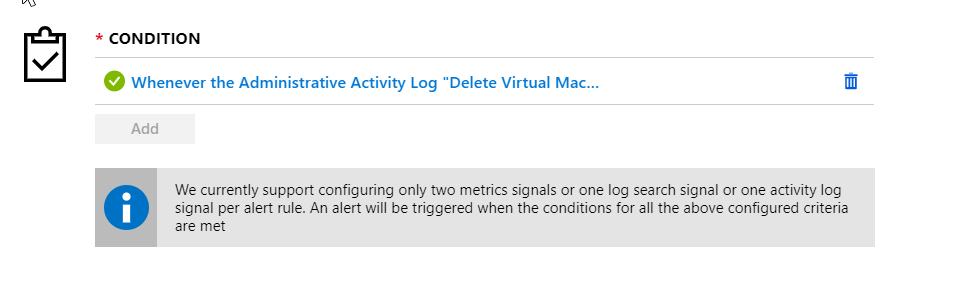 * CONDITION
Whenever the Administrative Activity Log "Delete Virtual Mac...
Add
We currently support configuring only two metrics signals or one log search signal or one activity log
signal per alert rule. An alert will be triggered when the conditions for all the above configured criteria
are met